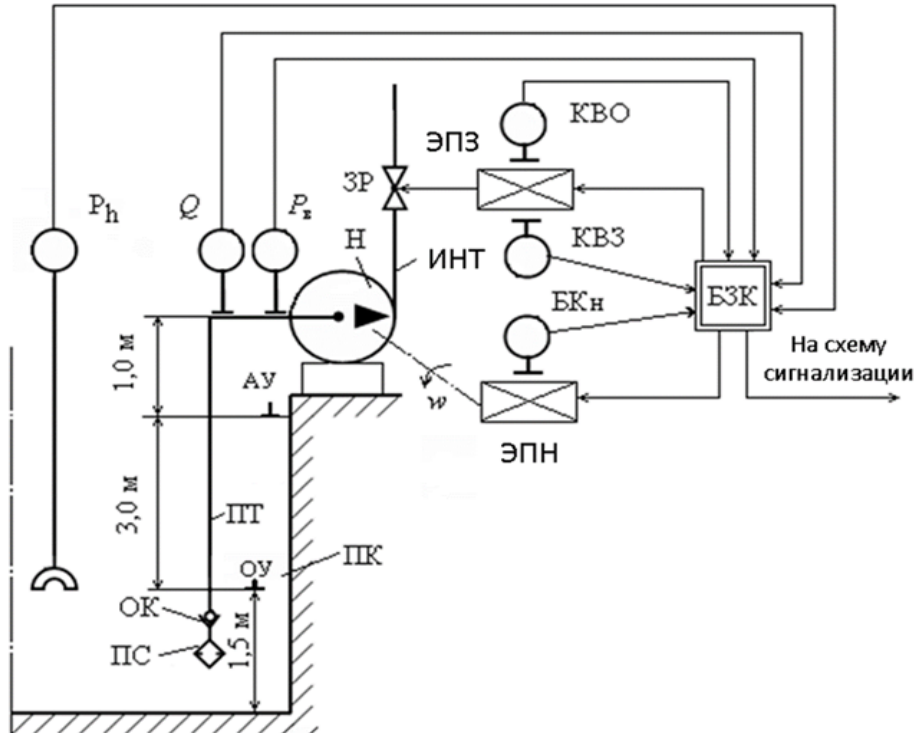 КВО
ЭПЗ
ЗР
Ph
Q
Pв
Н
ИНТ
КВЗ
БЗК
БКн
На схему
сигнализации
1,0 м
АУ
w
ЭПН
3,0 м
ПТ
ПК
ОУ
ОК
ПС
1,5 м